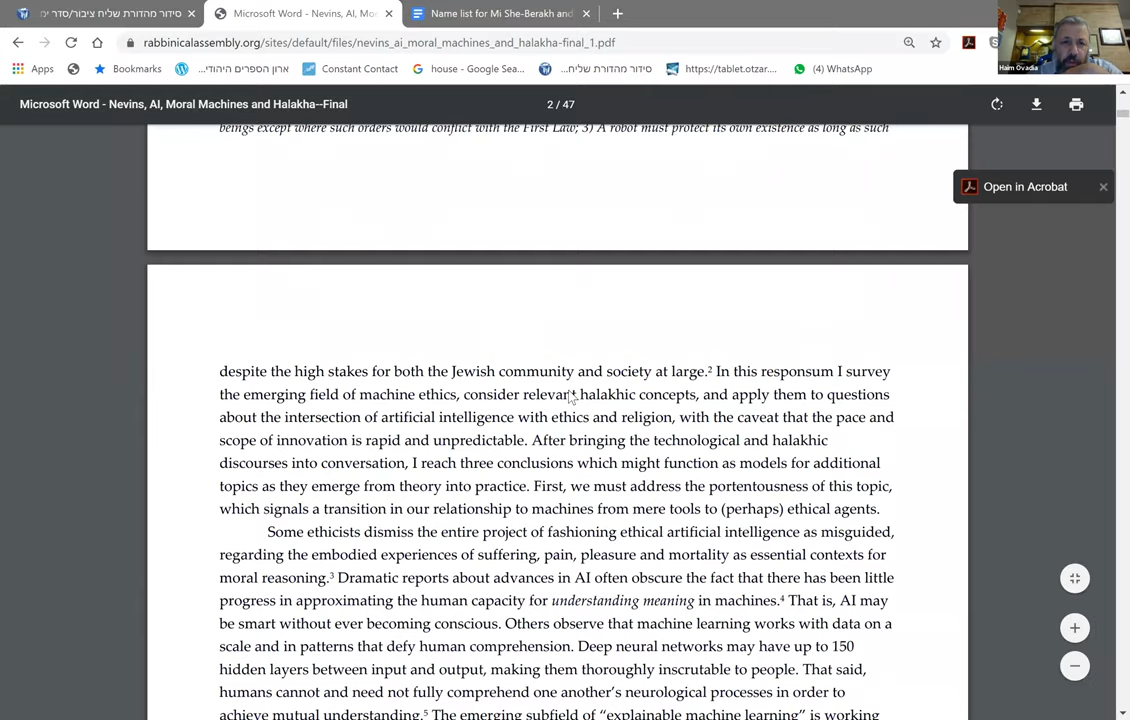 סידור מהדורת שליח ציבור/סדר ימ
Microsoft Word - Nevins, AI, Mo
Name list for Mi She-Berakh and
rabbinicalassembly.org/sites/default/files/nevins_ai_moral_machines_and_halakha-final_1.pdf
Apps
Bookmarks
ארון הספרים היהודי...
Constant Contact
house - Google Sea...
סידור מהדורת שליח...
https://tablet.otzar....
(4) WhatsApp
Haim Ovadia
Microsoft Word - Nevins, AI, Moral Machines and Halakha--Final
2 / 47
beings except where such orders would conflict with the First Law; 3) A robot must protect its own existence as long as such
Open in Acrobat
despite the high stakes for both the Jewish community and society at large.² In this responsum I survey
the emerging field of machine ethics, consider relevant halakhic concepts, and apply them to questions
about the intersection of artificial intelligence with ethics and religion, with the caveat that the pace and
scope of innovation is rapid and unpredictable. After bringing the technological and halakhic
discourses into conversation, I reach three conclusions which might function as models for additional
topics as they emerge from theory into practice. First, we must address the portentousness of this topic,
which signals a transition in our relationship to machines from mere tools to (perhaps) ethical agents.
Some ethicists dismiss the entire project of fashioning ethical artificial intelligence as misguided,
regarding the embodied experiences of suffering, pain, pleasure and mortality as essential contexts for
moral reasoning.³ Dramatic reports about advances in AI often obscure the fact that there has been little
progress in approximating the human capacity for understanding meaning in machines.⁴ That is, AI may
be smart without ever becoming conscious. Others observe that machine learning works with data on a
scale and in patterns that defy human comprehension. Deep neural networks may have up to 150
hidden layers between input and output, making them thoroughly inscrutable to people. That said,
humans cannot and need not fully comprehend one another's neurological processes in order to
achieve mutual understanding.⁵ The emerging subfield of “explainable machine learning” is working